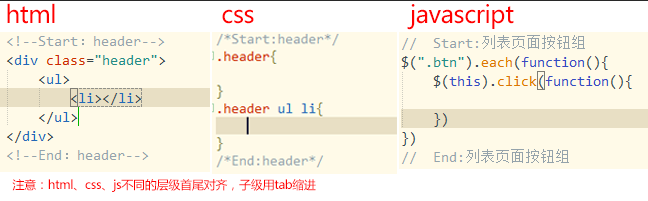 html
<!--Start: header-->
<div class="header">
<ul>
<li></li>
</ul>
</div>
<!--End: header-->
css
/*Start:header*/
.header{
}
.header ul li{
}
/*End:header*/
javascript
// Start:列表页面按钮组
$(".btn").each(function(){
$(this).click(function(){
})
})
// End:列表页面按钮组
注意：html、css、js不同的层级首尾对齐，子级用tab缩进